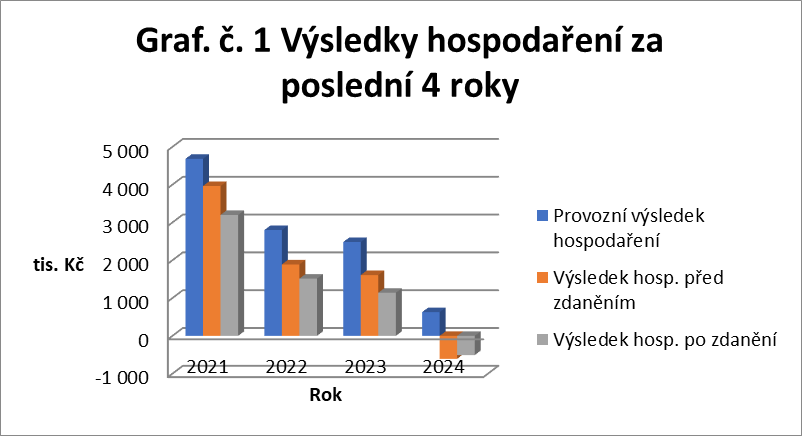 Graf. č. 1 Výsledky hospodaření za
poslední 4 roky
5 000
4 000
3 000
2 000
1 000
0
-1 000
tis. Kč
2021
2022
2023
2024
Rok
Provozní výsledek
hospodaření
Výsledek hosp. před
zdaněním
Výsledek hosp. po zdanění